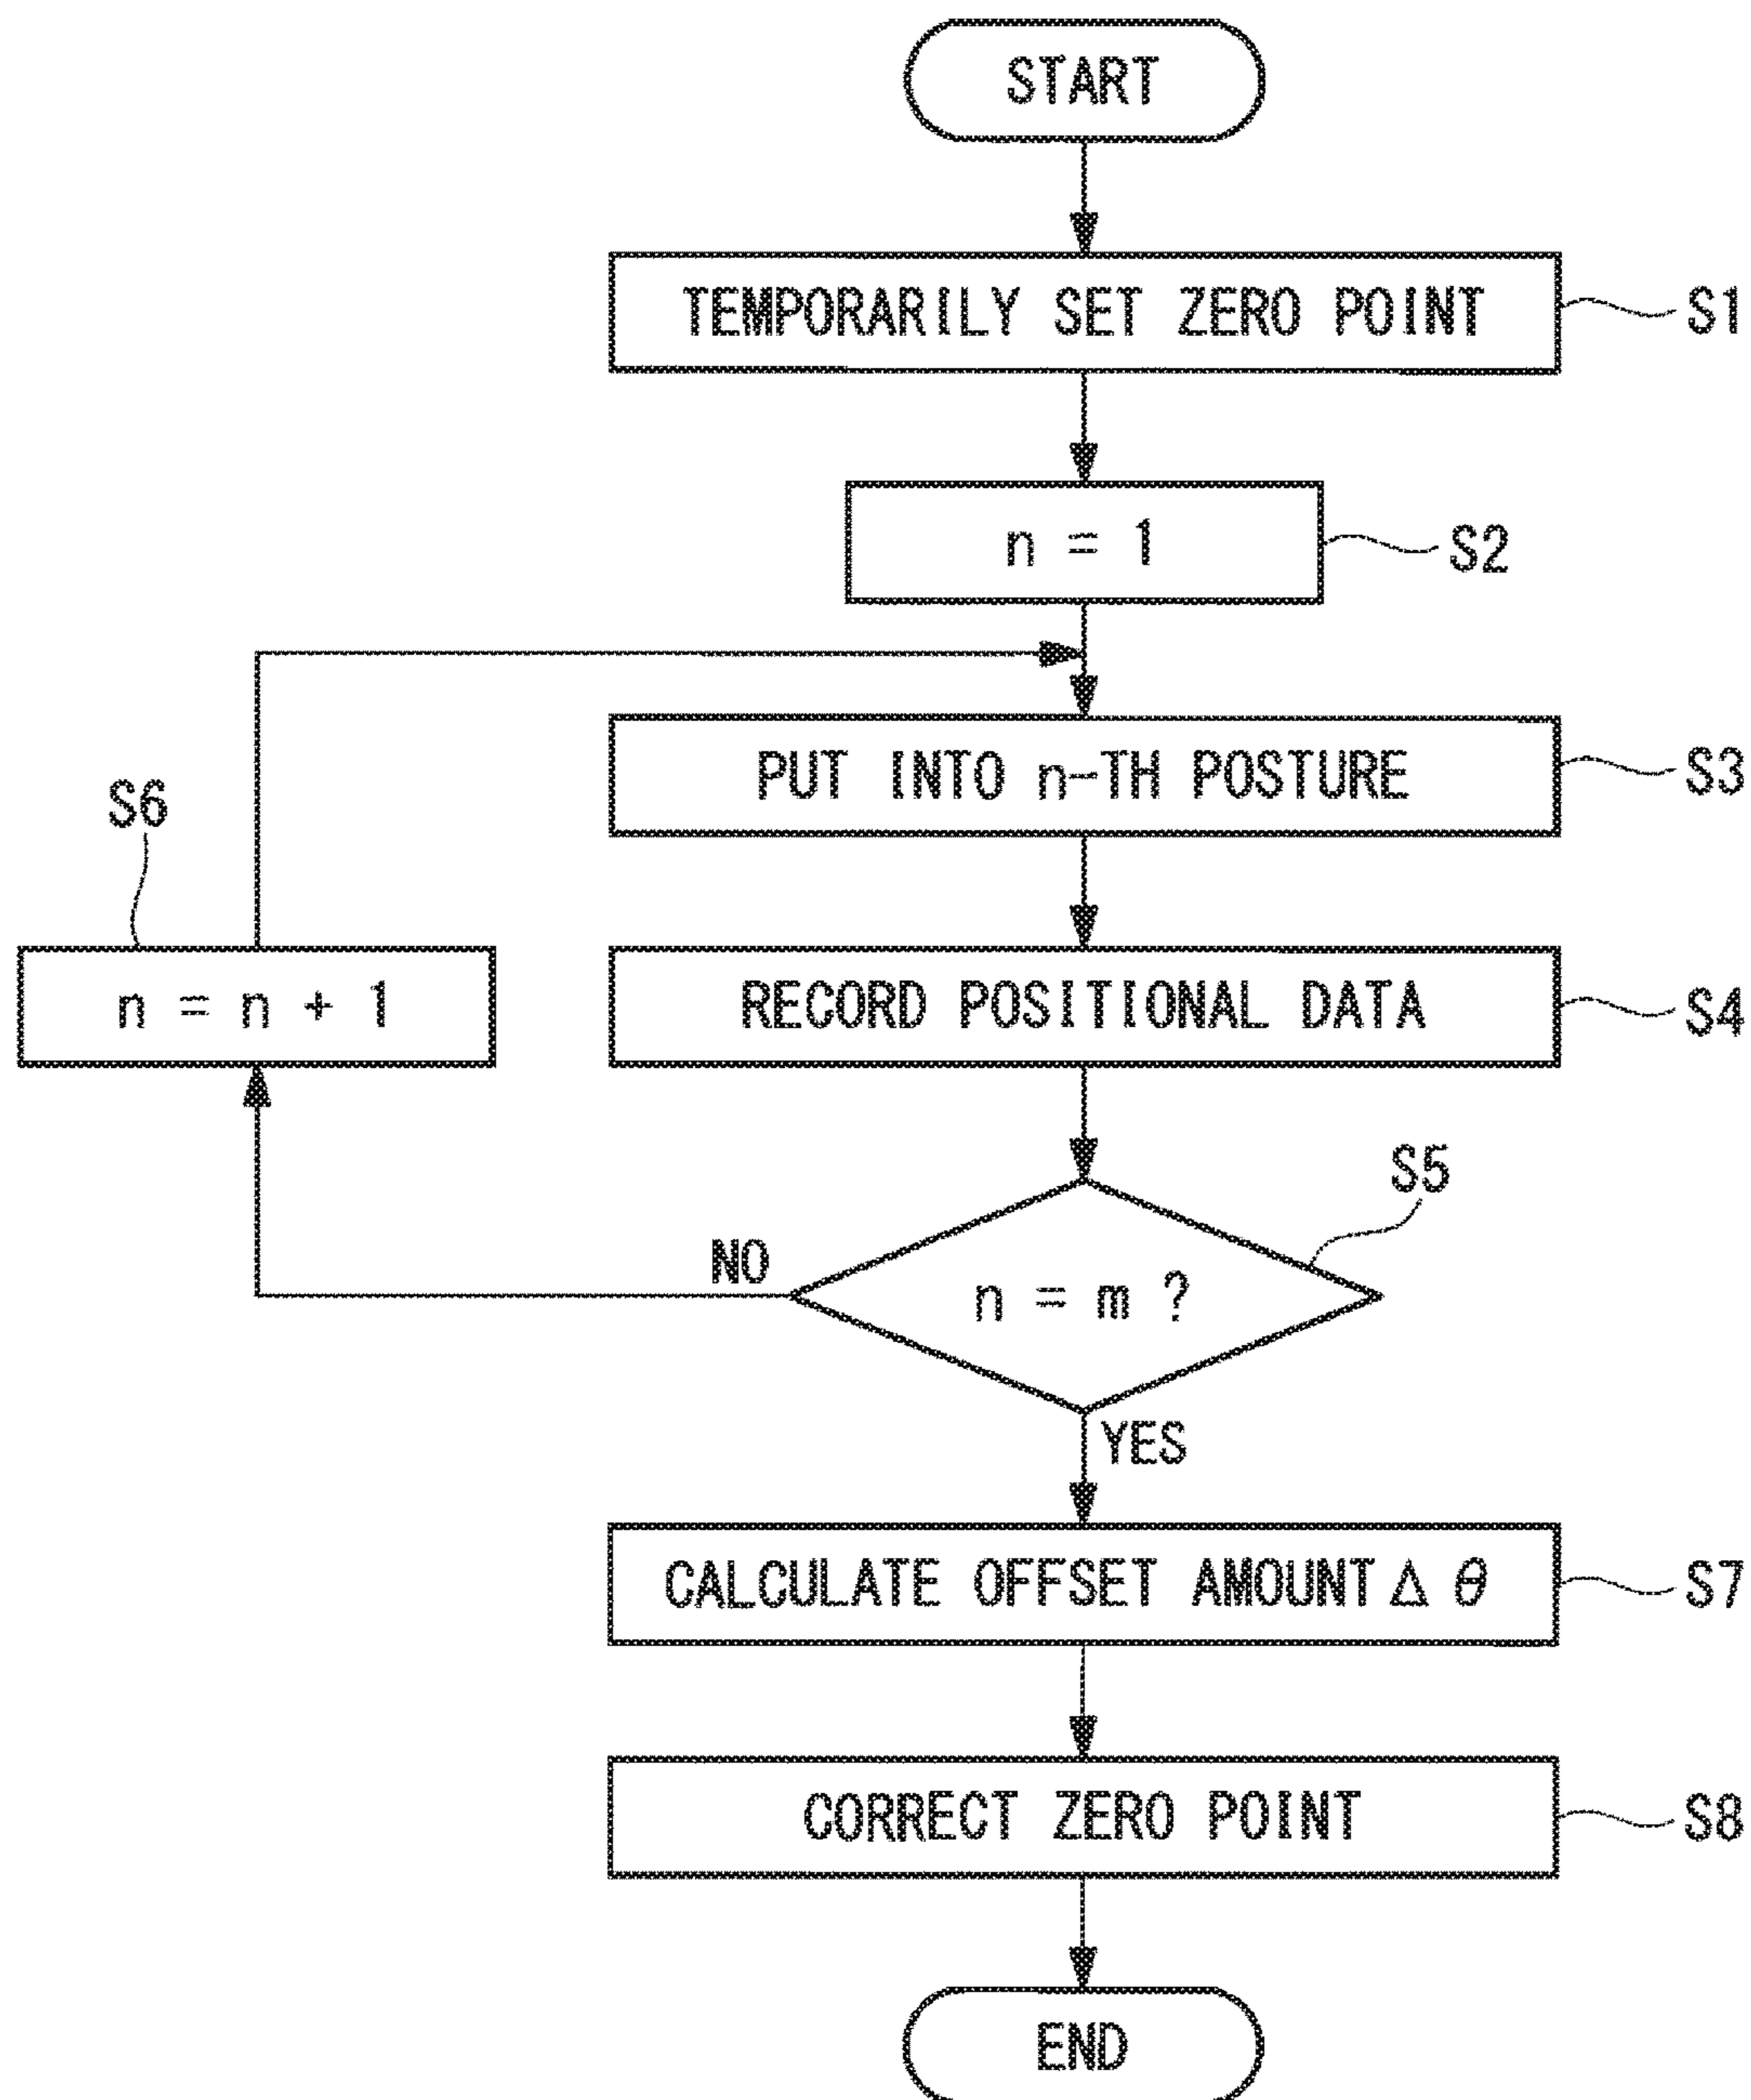 START
TEMPORARILY SET ZERO POINT
S1
n = 1
S2
PUT INTO n-TH POSTURE
S3
S6
n = n + 1
RECORD POSITIONAL DATA
S4
S5
NO
n = m ?
YES
CALCULATE OFFSET AMOUNT Δ θ
S7
CORRECT ZERO POINT
S8
END